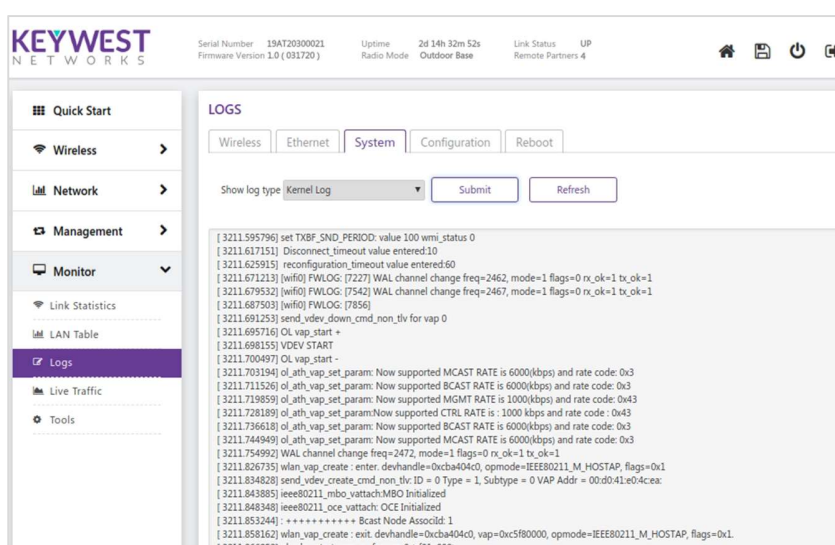 KEYWEST
NETWORKS
Serial Number 19AT20300021 Uptime 2d 14h 32m 52s Link Status UP
Firmware Version 1.0 ( 031720 ) Radio Mode Outdoor Base Remote Partners 4
Quick Start
Wireless
Network
Management
Monitor
Link Statistics
LAN Table
Logs
Live Traffic
Tools
LOGS
Wireless Ethernet System Configuration Reboot
Show log type Kernel Log Submit Refresh
[ 3211.595796] set TXBF_SND_PERIOD: value 100 wmi_status 0
[ 3211.617151] Disconnect_timeout value entered:10
[ 3211.625915] reconfiguration_timeout value entered:60
[ 3211.671213] [wifi0] FWLOG: [7227] WAL channel change freq=2462, mode=1 flags=0 rx_ok=1 tx_ok=1
[ 3211.679532] [wifi0] FWLOG: [7542] WAL channel change freq=2467, mode=1 flags=0 rx_ok=1 tx_ok=1
[ 3211.687503] [wifi0] FWLOG: [7856]
[ 3211.691253] send_vdev_down_cmd_non_tlv for vap 0
[ 3211.695716] OL vap_start +
[ 3211.698155] VDEV START
[ 3211.700497] OL vap_start -
[ 3211.703194] ol_ath_vap_set_param: Now supported MCAST RATE is 6000(kbps) and rate code: 0x3
[ 3211.711526] ol_ath_vap_set_param: Now supported BCAST RATE is 6000(kbps) and rate code: 0x3
[ 3211.719859] ol_ath_vap_set_param: Now supported MGMT RATE is 1000(kbps) and rate code: 0x43
[ 3211.728189] ol_ath_vap_set_param:Now supported CTRL RATE is : 1000 kbps and rate code : 0x43
[ 3211.736618] ol_ath_vap_set_param: Now supported BCAST RATE is 6000(kbps) and rate code: 0x3
[ 3211.744949] ol_ath_vap_set_param: Now supported MCAST RATE is 6000(kbps) and rate code: 0x3
[ 3211.754992] WAL channel change freq=2472, mode=1 flags=0 rx_ok=1 tx_ok=1
[ 3211.826735] wlan_vap_create : enter. devhandle=0xcba404c0, opmode=IEEE80211_M_HOSTAP, flags=0x1
[ 3211.834828] send_vdev_create_cmd_non_tlv: ID = 0 Type = 1, Subtype = 0 VAP Addr = 00:d0:41:e0:4c:ea:
[ 3211.843885] ieee80211_mbo_vattach:MBO Initialized
[ 3211.848348] ieee80211_oce_vattach: OCE Initialized
[ 3211.853244] : +++++++++++ Bcast Node AssocId: 1
[ 3211.858162] wlan_vap_create : exit. devhandle=0xcba404c0, vap=0xc5f80000, opmode=IEEE80211_M_HOSTAP, flags=0x1.